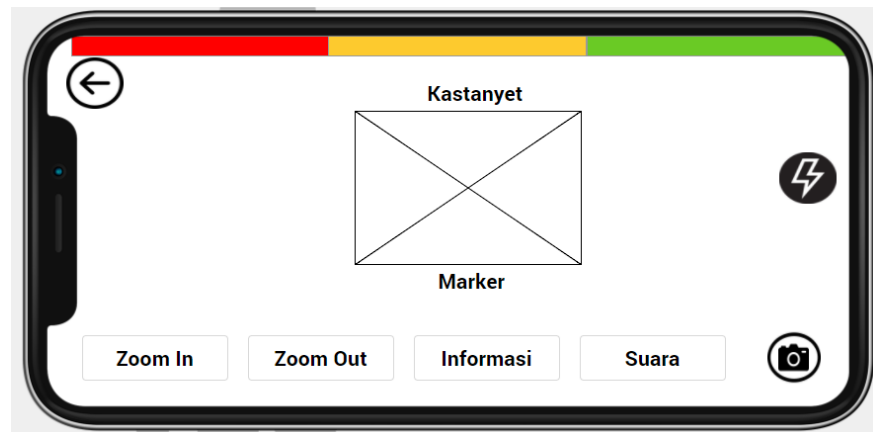 Kastanyet
Marker
Zoom In
Zoom Out
Informasi
Suara